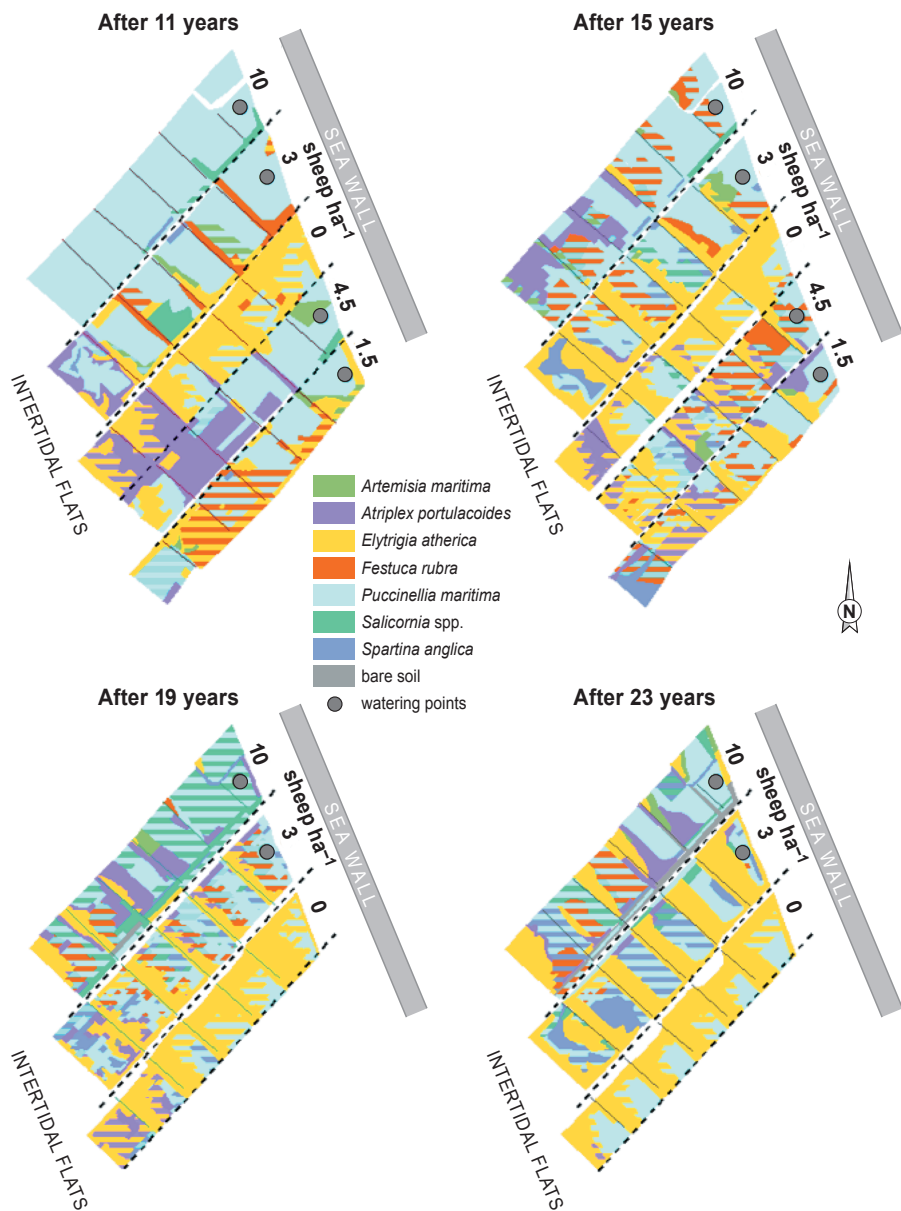 After 11 years
After 15 years
10
3
sheep ha⁻¹
0
4.5
1.5
SEA WALL
INTERTIDAL FLATS
10
3
sheep ha⁻¹
0
4.5
1.5
SEA WALL
INTERTIDAL FLATS
Artemisia maritima
Atriplex portulacoides
Elytrigia atherica
Festuca rubra
Puccinellia maritima
Salicornia spp.
Spartina anglica
bare soil
watering points
N
After 19 years
After 23 years
10
sheep ha⁻¹
3
0
SEA WALL
INTERTIDAL FLATS
10
sheep ha⁻¹
3
0
SEA WALL
INTERTIDAL FLATS